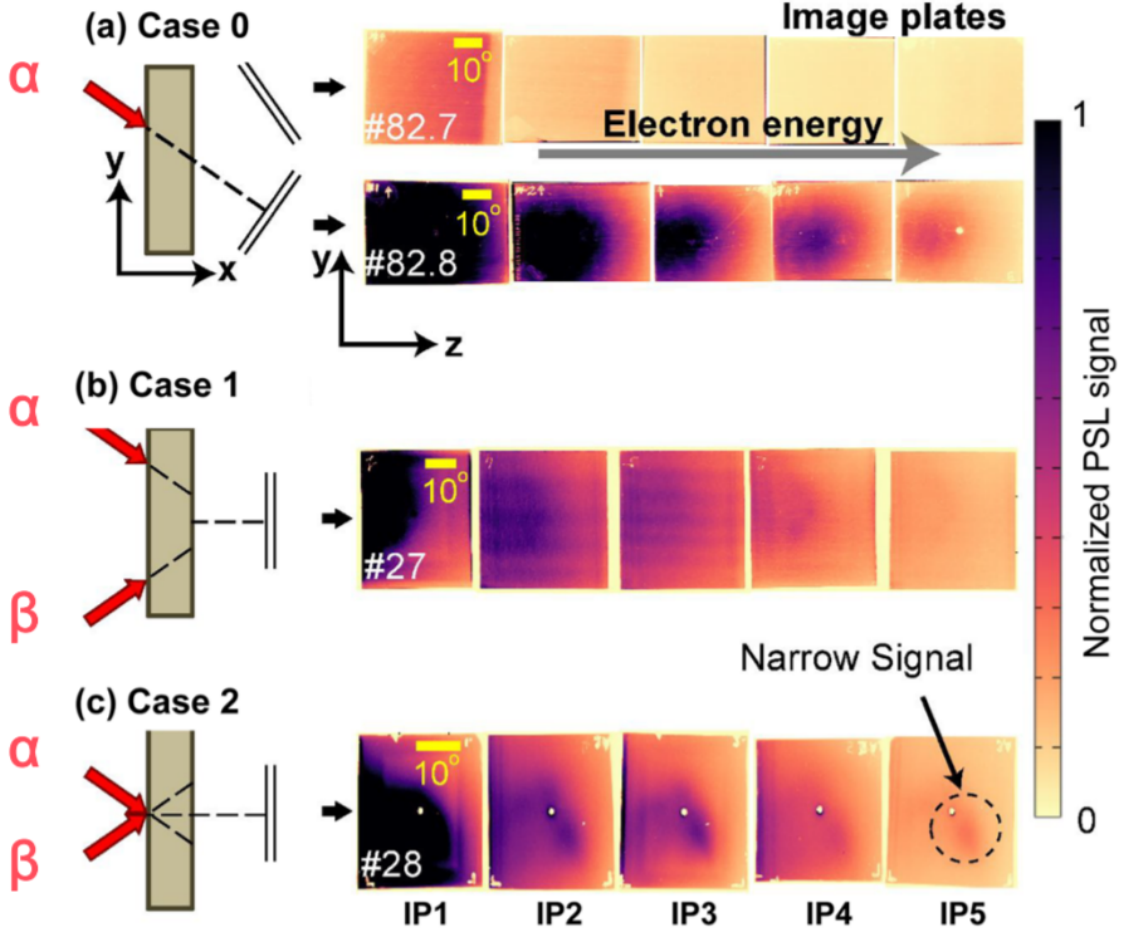 (a) Case 0
Image plates
α
10°
#82.7
Electron energy
1
y
x
10°
#82.8
y
z
Normalized PSL signal
(b) Case 1
α
10°
#27
β
Narrow Signal
(c) Case 2
α
10°
β
#28
0
IP1 IP2 IP3 IP4 IP5